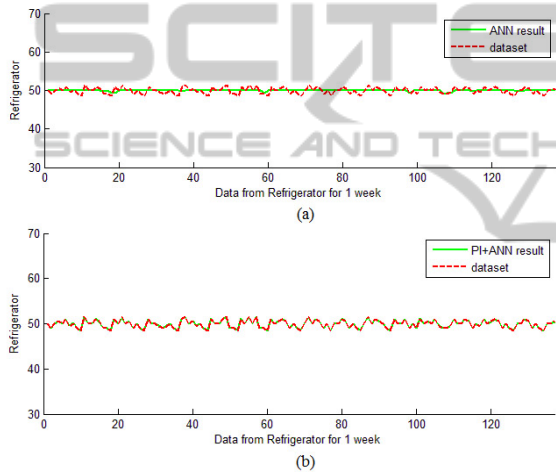 SCITE
SCIENCE AND TECH
70
60
50
40
30
Refrigerator
ANN result
dataset
0 20 40 60 80 100 120
Data from Refrigerator for 1 week
(a)
70
60
50
40
30
Refrigerator
PI+ANN result
dataset
0 20 40 60 80 100 120
Data from Refrigerator for 1 week
(b)